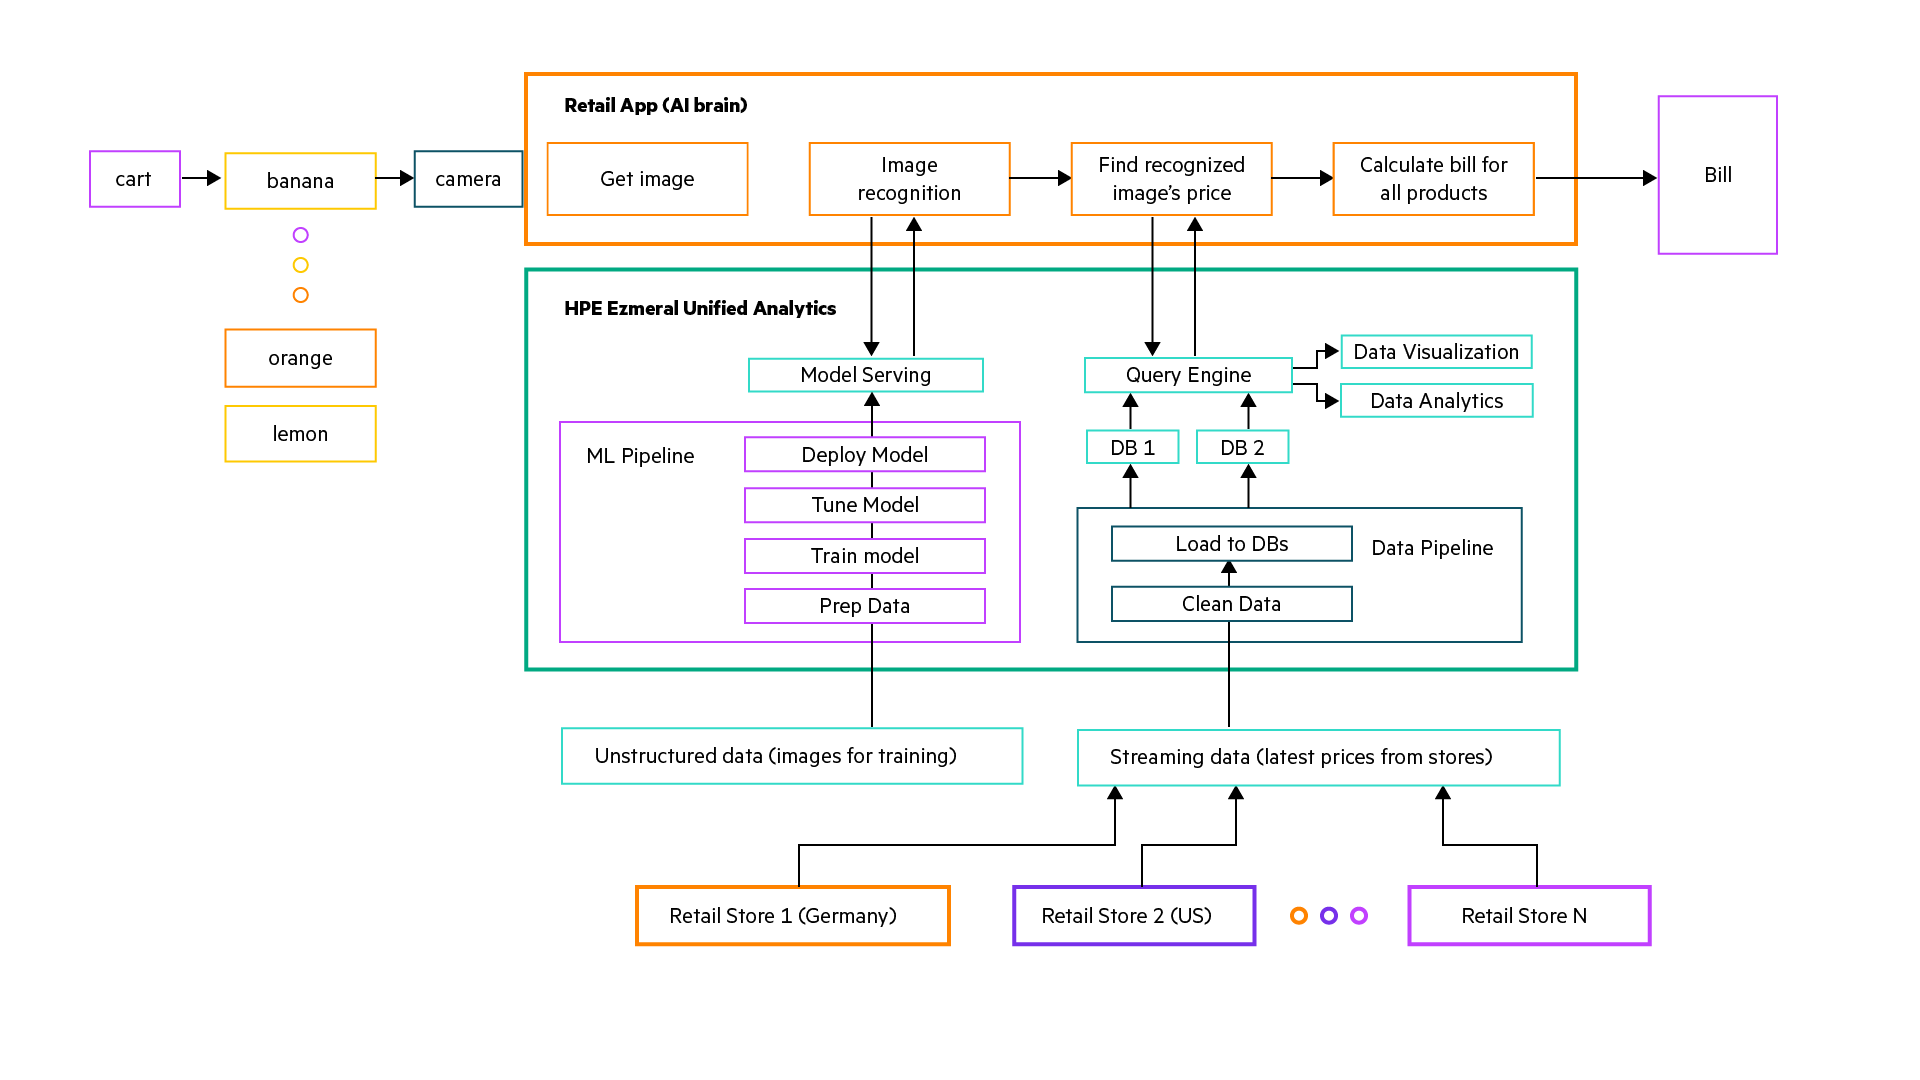 Retail App (AI brain)
cart
banana
camera
Get image
Image
recognition
Find recognized
image's price
Calculate bill for
all products
Bill
orange
lemon
HPE Ezmeral Unified Analytics
Model Serving
Query Engine
Data Visualization
Data Analytics
ML Pipeline
Deploy Model
Tune Model
Train model
Prep Data
DB 1
DB 2
Load to DBs
Data Pipeline
Clean Data
Unstructured data (images for training)
Streaming data (latest prices from stores)
Retail Store 1 (Germany)
Retail Store 2 (US)
Retail Store N